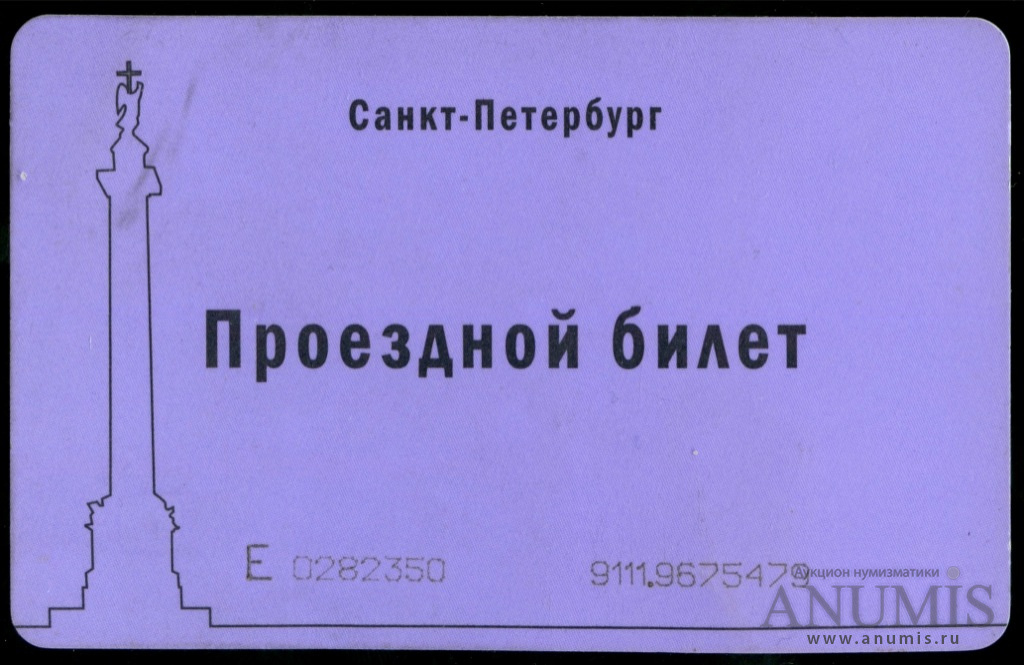 Санкт-Петербург
Проездной билет
Е 0282350 9111.9675479
Аукцион нумизматики
ANUMIS
www.anumis.ru